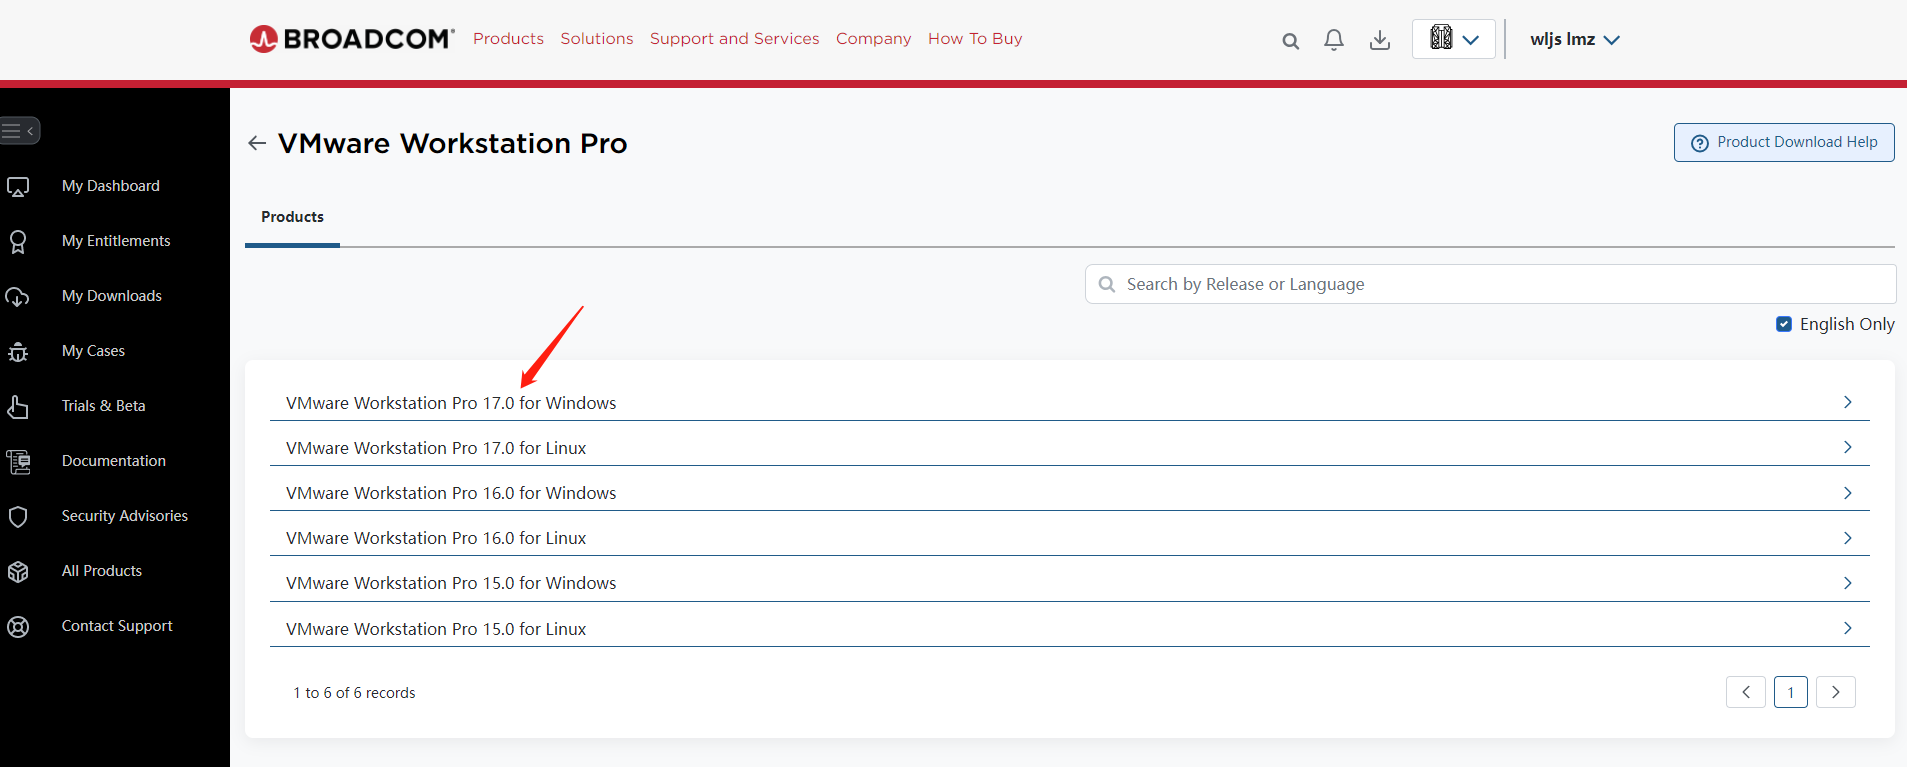 BROADCOM Products Solutions Support and Services Company How To Buy wljs lmz
VMware Workstation Pro
Product Download Help
My Dashboard
My Entitlements
My Downloads
My Cases
Trials & Beta
Documentation
Security Advisories
All Products
Contact Support
Products
Search by Release or Language
English Only
VMware Workstation Pro 17.0 for Windows
VMware Workstation Pro 17.0 for Linux
VMware Workstation Pro 16.0 for Windows
VMware Workstation Pro 16.0 for Linux
VMware Workstation Pro 15.0 for Windows
VMware Workstation Pro 15.0 for Linux
1 to 6 of 6 records
1